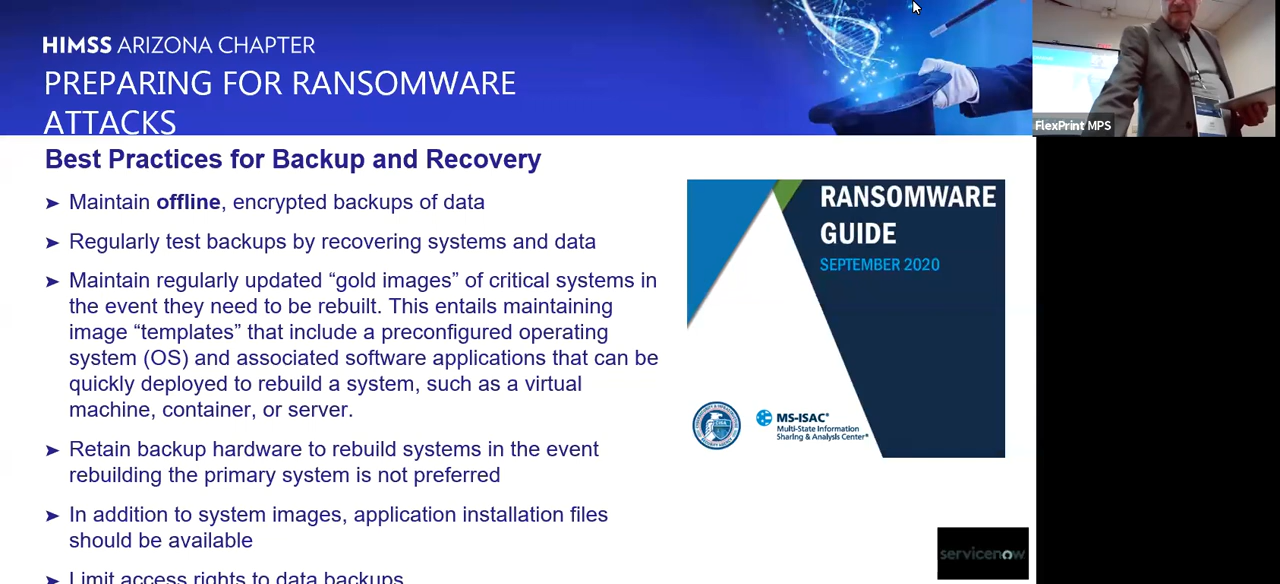 HIMSS ARIZONA CHAPTER
PREPARING FOR RANSOMWARE
ATTACKS
FlexPrint MPS
Best Practices for Backup and Recovery
➤ Maintain offline, encrypted backups of data
➤ Regularly test backups by recovering systems and data
➤ Maintain regularly updated “gold images” of critical systems in
the event they need to be rebuilt. This entails maintaining
image “templates” that include a preconfigured operating
system (OS) and associated software applications that can be
quickly deployed to rebuild a system, such as a virtual
machine, container, or server.
➤ Retain backup hardware to rebuild systems in the event
rebuilding the primary system is not preferred
➤ In addition to system images, application installation files
should be available
➤ Limit access rights to data backups
RANSOMWARE
GUIDE
SEPTEMBER 2020
MS-ISAC®
Multi-State Information
Sharing & Analysis Center®
servicenow